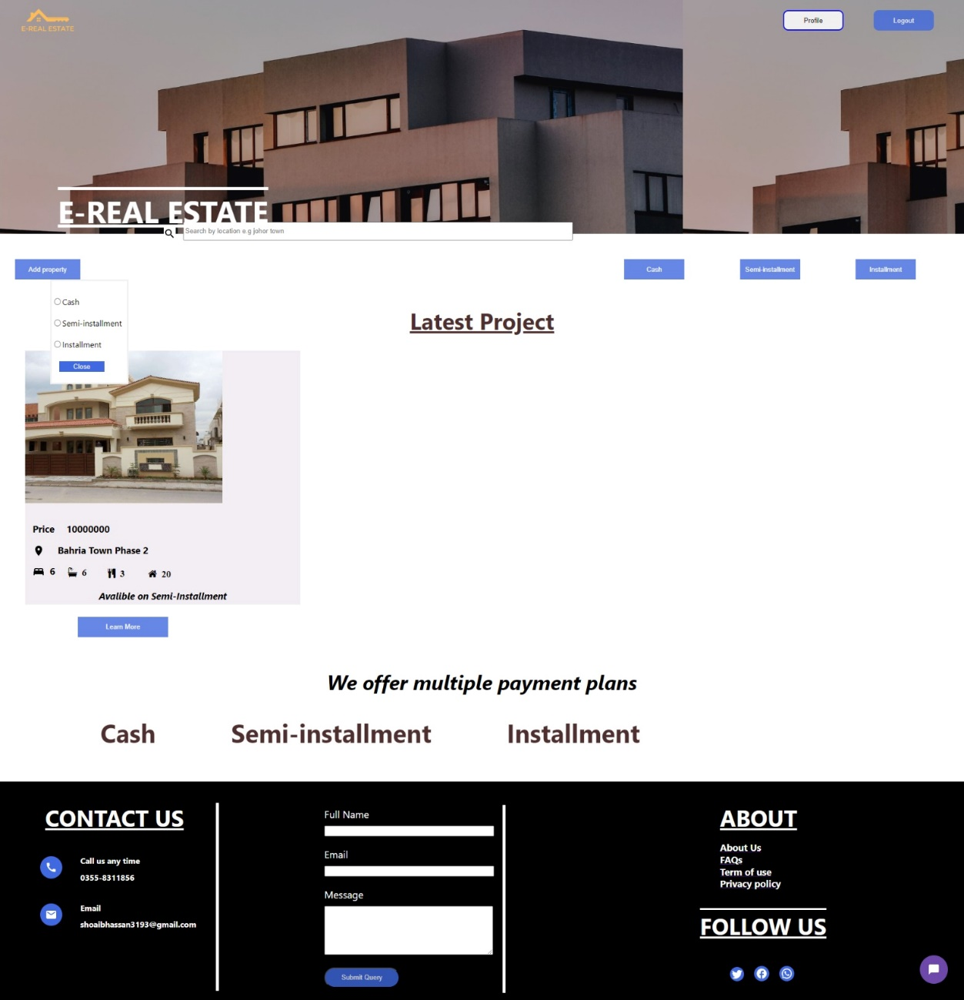 E-REAL ESTATE
Profile
Logout
E-REAL ESTATE
Search by location e.g johor town
Add property
Cash
Semi-installment
Installment
Cash
Semi-installment
Installment
Close
Latest Project
Price 10000000
Bahria Town Phase 2
6 6 3 20
Avalible on Semi-Installment
Learn More
We offer multiple payment plans
Cash Semi-installment Installment
CONTACT US
Call us any time
0355-8311856
Email
shoaibhassan3193@gmail.com
Full Name
Email
Message
Submit Query
ABOUT
About Us
FAQs
Term of use
Privacy policy
FOLLOW US